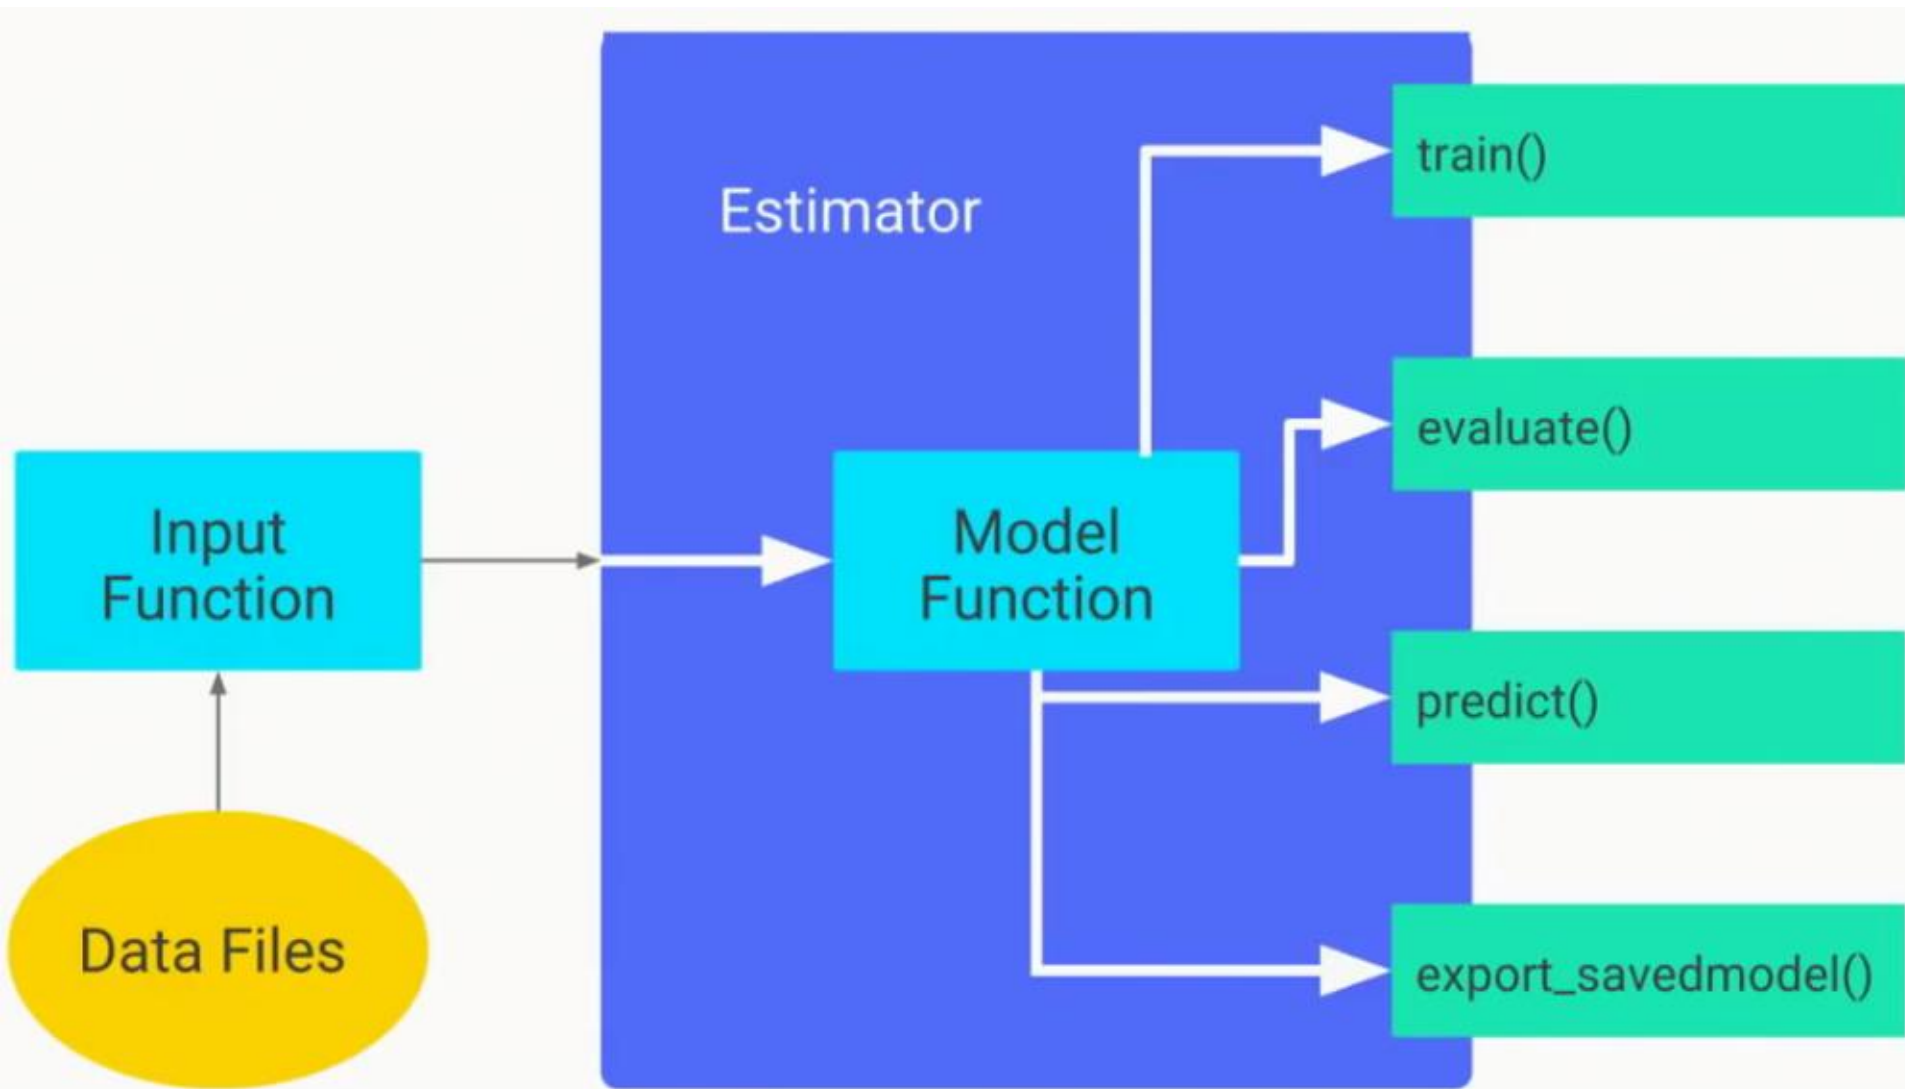 Estimator
train()
evaluate()
Input
Function
Model
Function
predict()
Data Files
export_savedmodel()